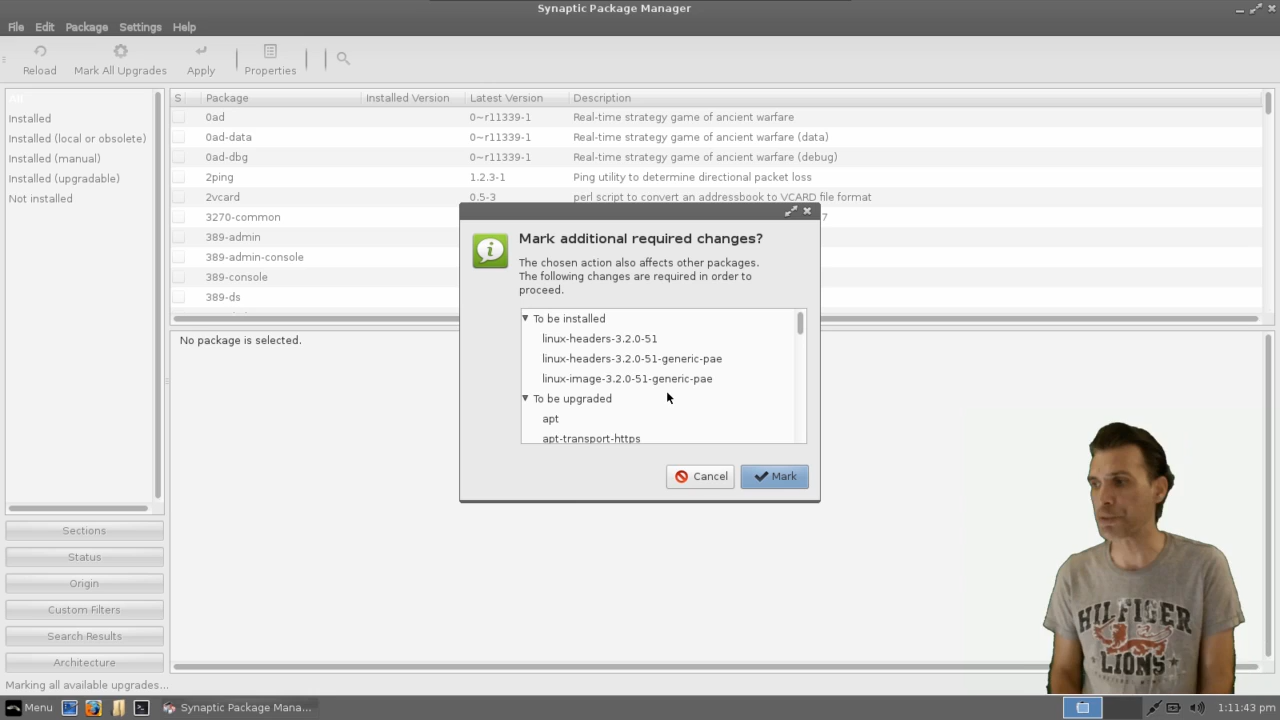 Synaptic Package Manager
File Edit Package Settings Help
Reload Mark All Upgrades Apply Properties
All
Installed
Installed (local or obsolete)
Installed (manual)
Installed (upgradable)
Not installed
S Package Installed Version Latest Version Description
0ad 0~r11339-1 Real-time strategy game of ancient warfare
0ad-data 0~r11339-1 Real-time strategy game of ancient warfare (data)
0ad-dbg 0~r11339-1 Real-time strategy game of ancient warfare (debug)
2ping 1.2.3-1 Ping utility to determine directional packet loss
2vcard 0.5-3 perl script to convert an addressbook to VCARD file format
3270-common 7
389-admin
389-admin-console
389-console
389-ds
Mark additional required changes?
The chosen action also affects other packages.
The following changes are required in order to
proceed.
To be installed
linux-headers-3.2.0-51
linux-headers-3.2.0-51-generic-pae
linux-image-3.2.0-51-generic-pae
To be upgraded
apt
apt-transport-https
Cancel Mark
No package is selected.
Sections
Status
Origin
Custom Filters
Search Results
Architecture
Marking all available upgrades...
HILFIGER
LIONS
Menu Synaptic Package Mana... 1:11:43 pm